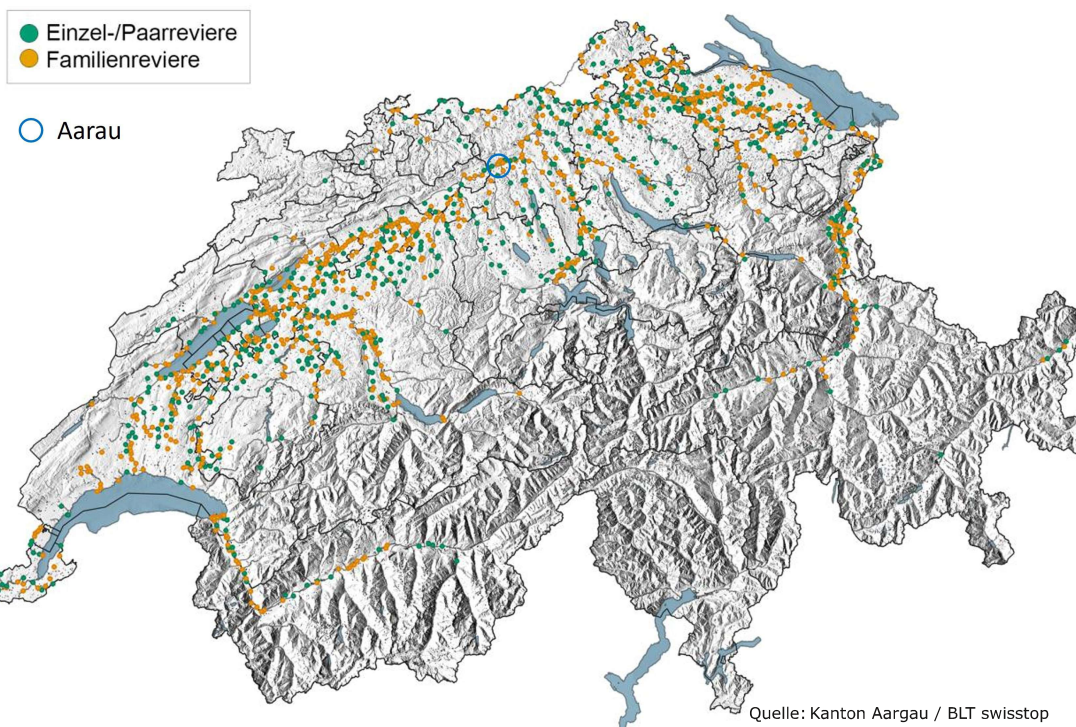 Einzel-/Paarreviere
Familienreviere
Aarau
Quelle: Kanton Aargau / BLT swisstop